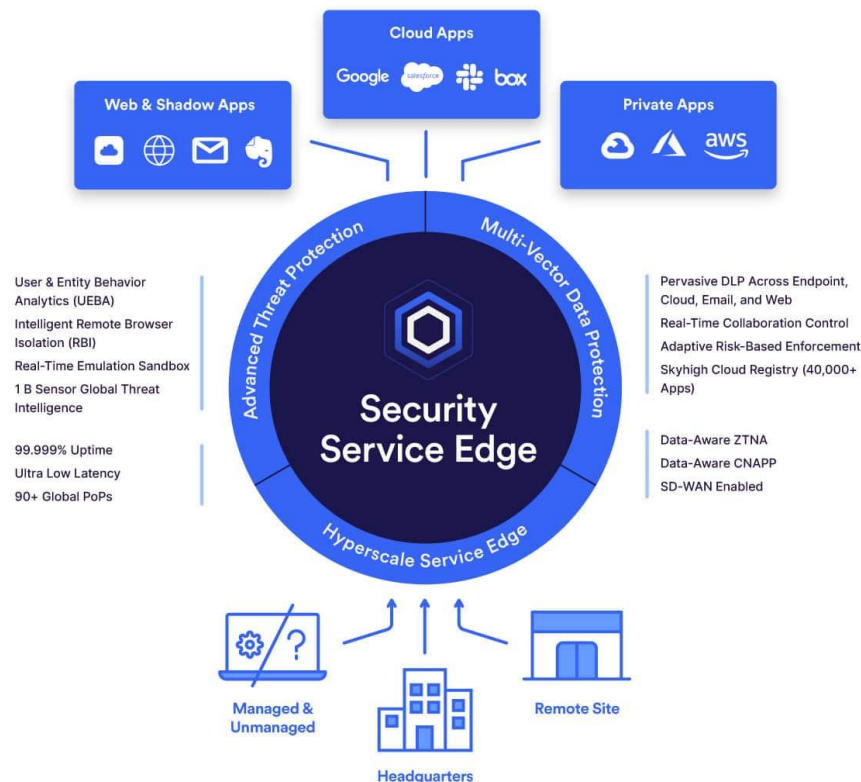 Cloud Apps
Google
salesforce
box
Web & Shadow Apps
Private Apps
aws
Advanced Threat Protection
Multi-Vector Data Protection
User & Entity Behavior
Analytics (UEBA)
Intelligent Remote Browser
Isolation (RBI)
Real-Time Emulation Sandbox
1 B Sensor Global Threat
Intelligence
99.999% Uptime
Ultra Low Latency
90+ Global PoPs
Security
Service Edge
Pervasive DLP Across Endpoint,
Cloud, Email, and Web
Real-Time Collaboration Control
Adaptive Risk-Based Enforcement
Skyhigh Cloud Registry (40,000+
Apps)
Data-Aware ZTNA
Data-Aware CNAPP
SD-WAN Enabled
Hyperscale Service Edge
?
Managed &
Unmanaged
Headquarters
Remote Site